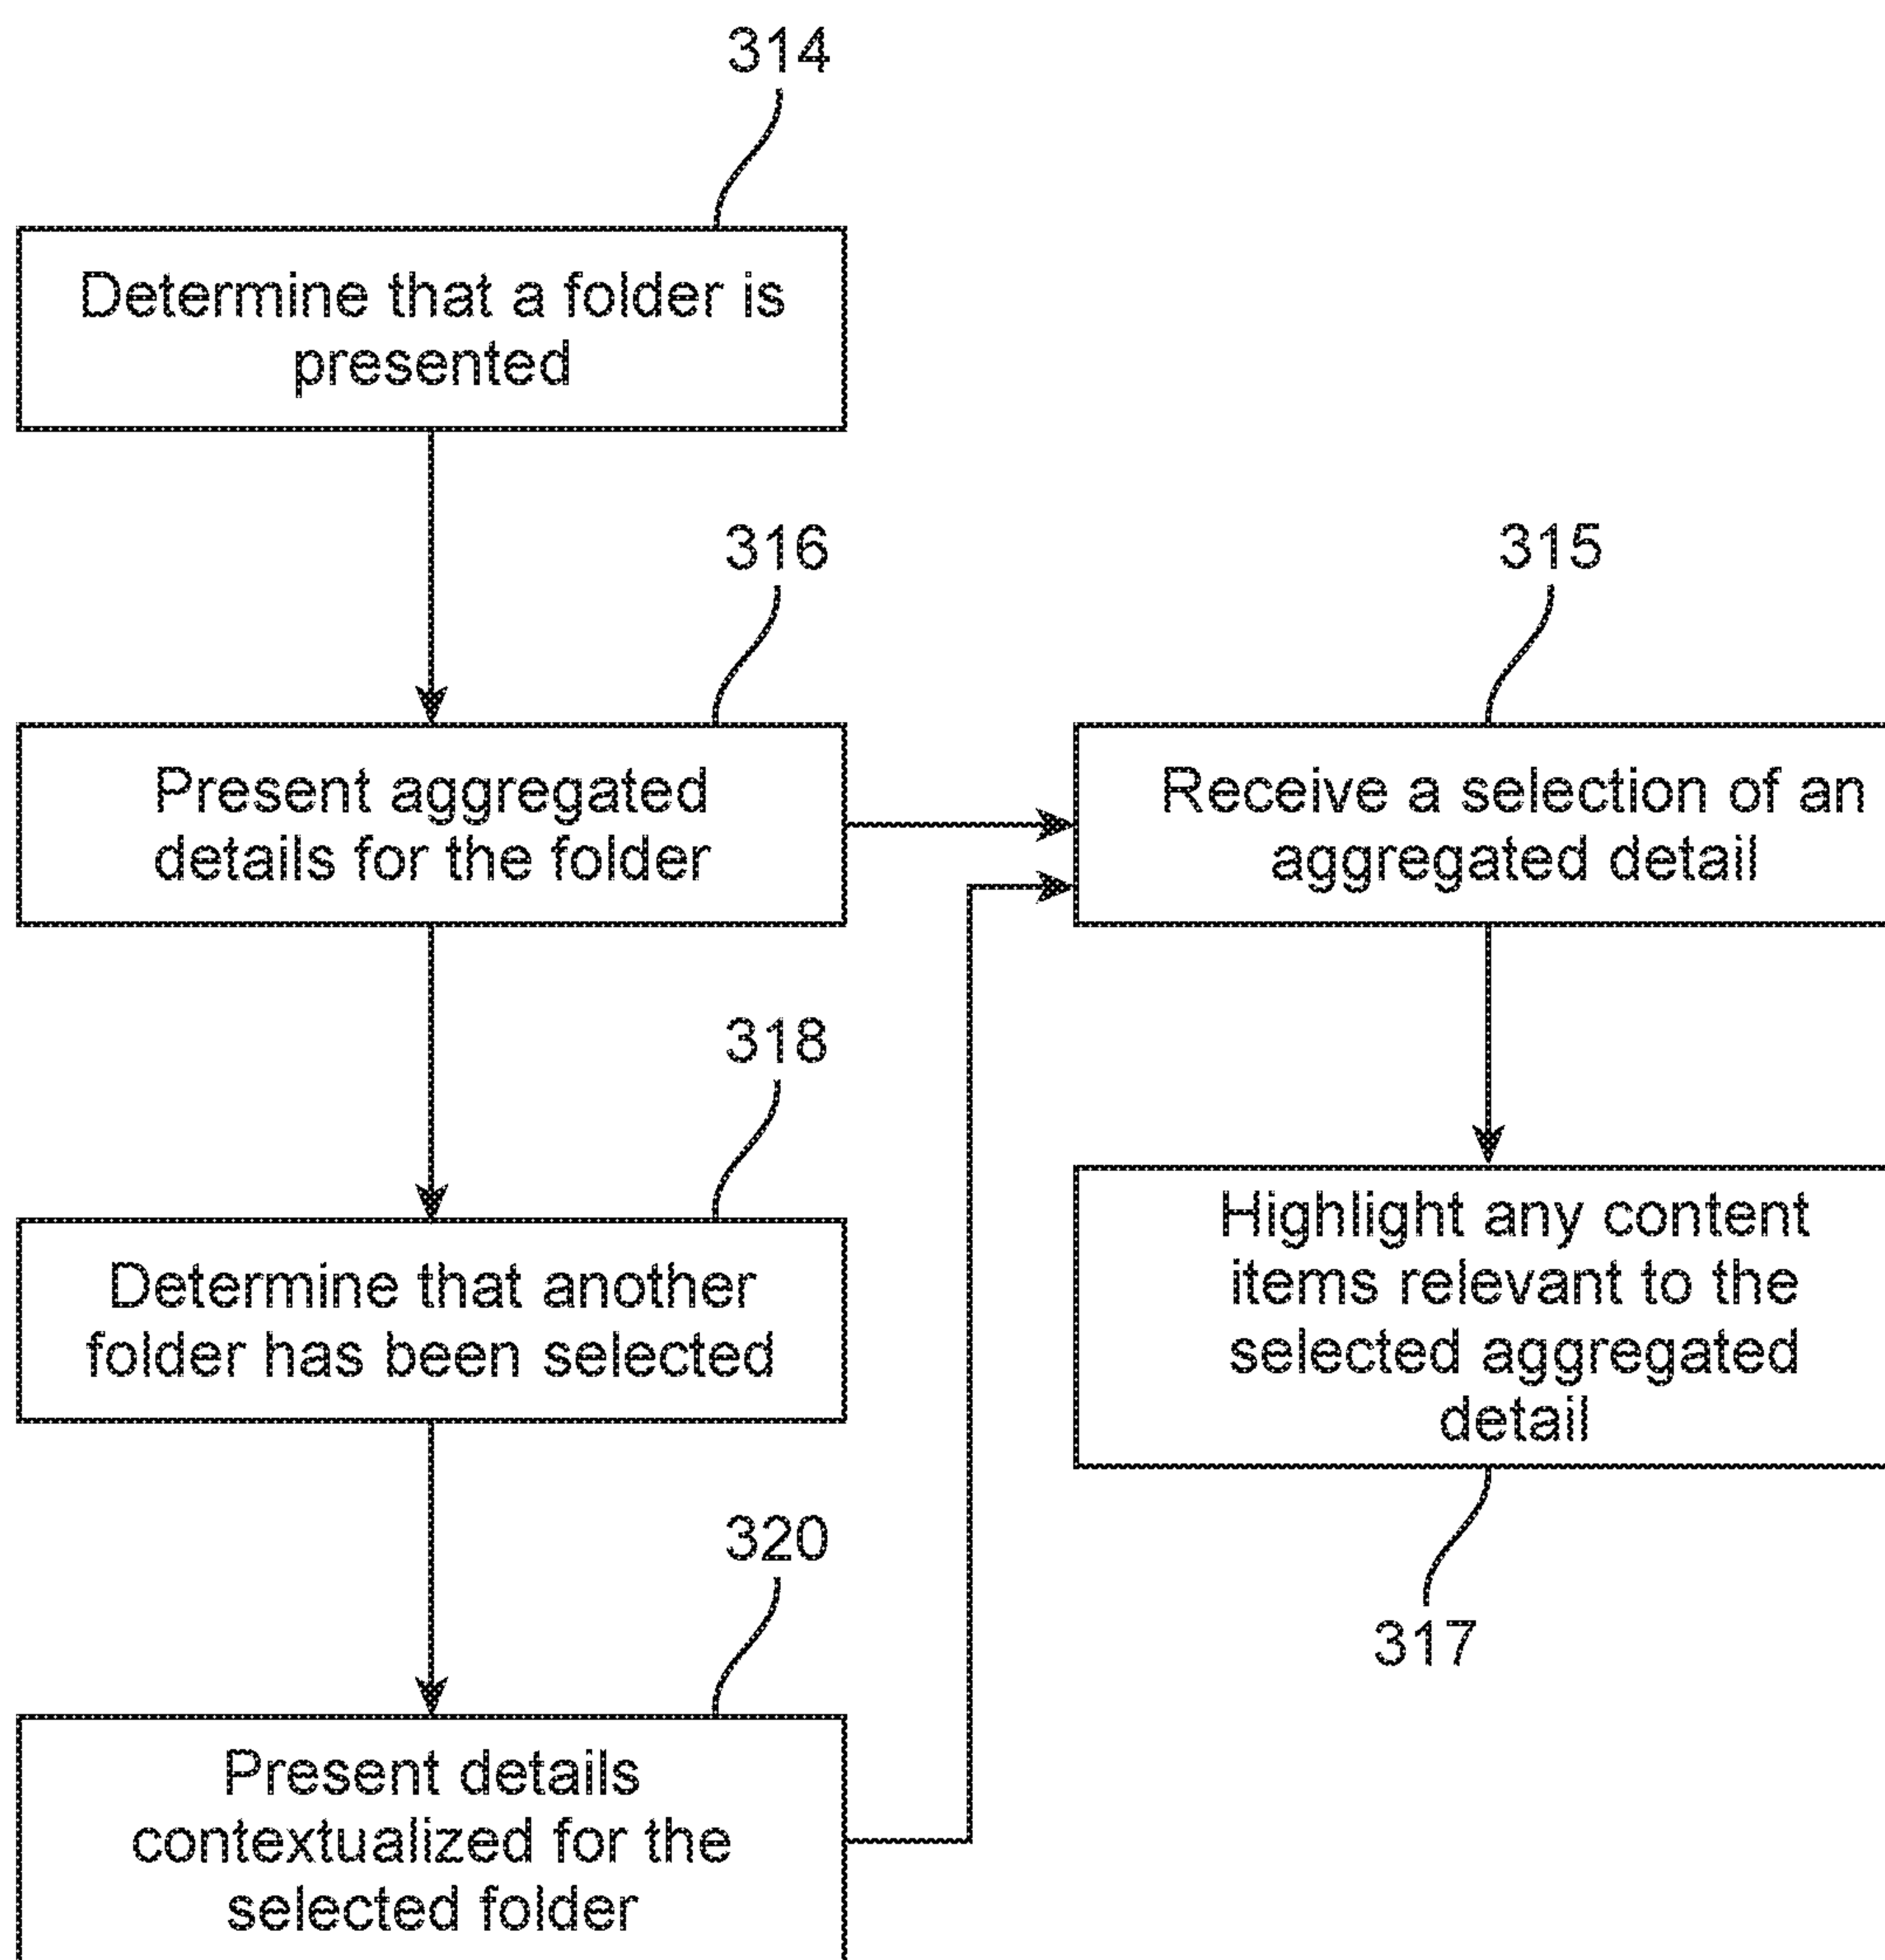 314
Determine that a folder is
presented
316
Present aggregated
details for the folder
315
Receive a selection of an
aggregated detail
318
Determine that another
folder has been selected
Highlight any content
items relevant to the
selected aggregated
detail
317
320
Present details
contextualized for the
selected folder